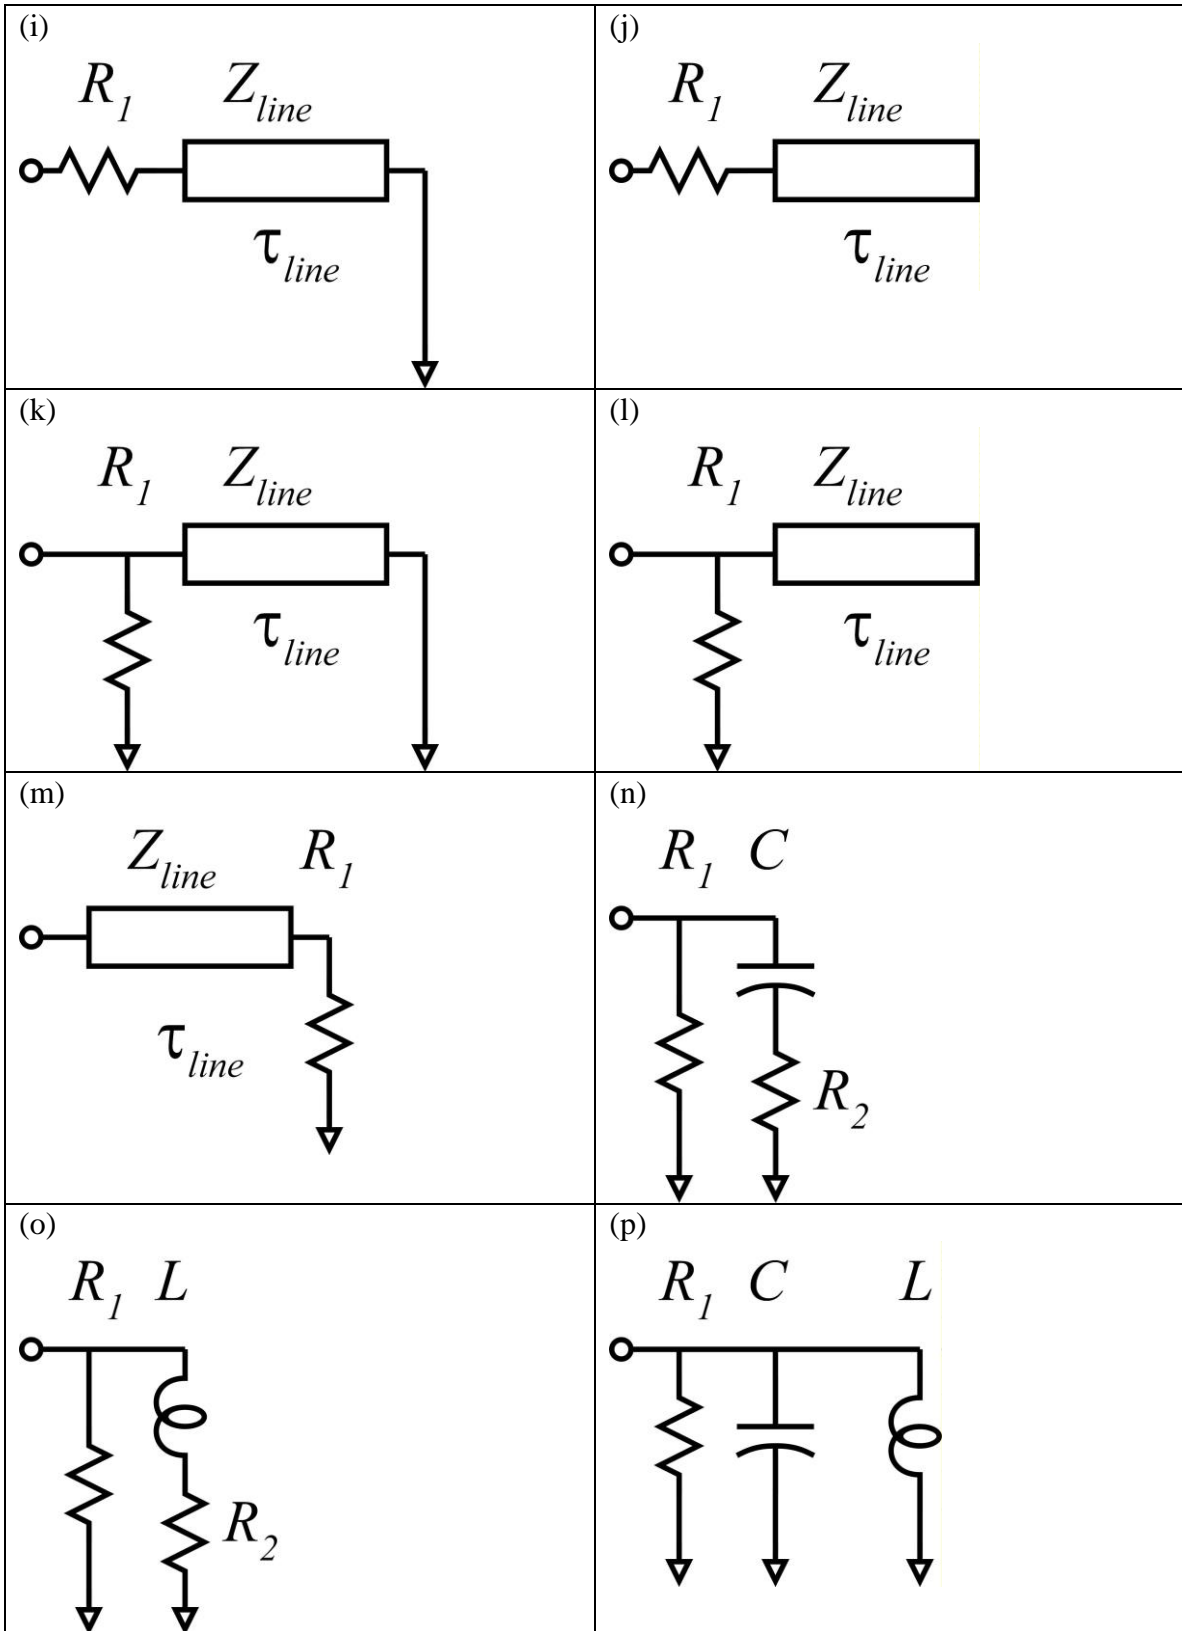 (i)
R1 Zline
τline
(j)
R1 Zline
τline
(k)
R1 Zline
τline
(l)
R1 Zline
τline
(m)
Zline R1
τline
(n)
R1 C
R2
(o)
R1 L
R2
(p)
R1 C L